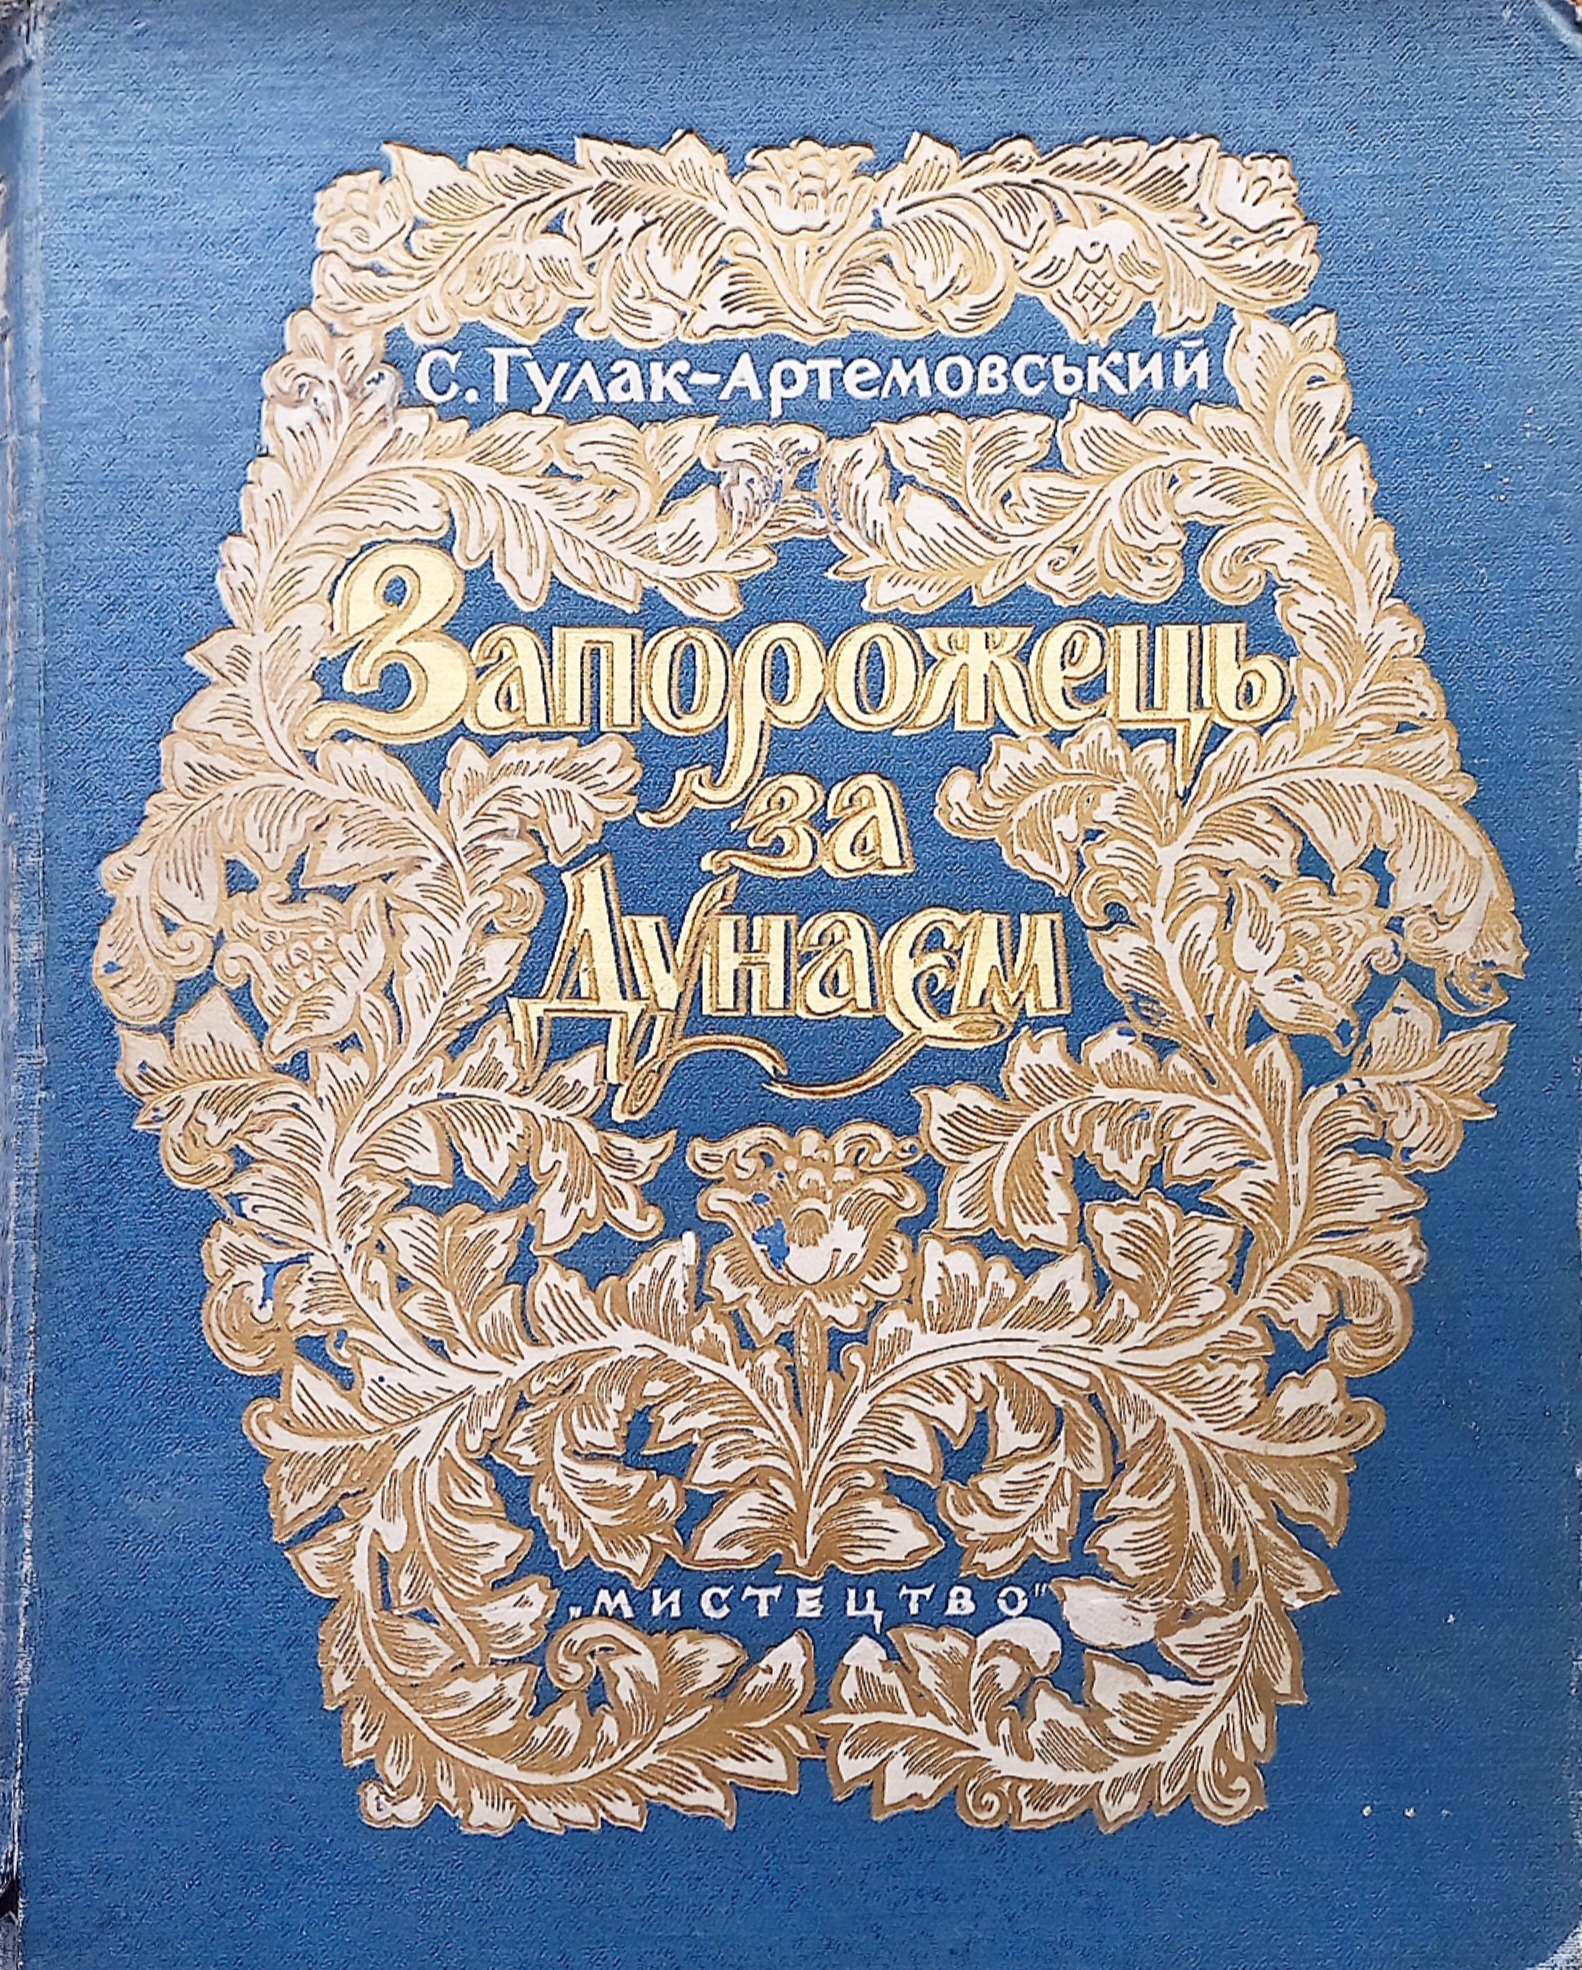 С. Гулак-Артемовський
Запорожець
за
Дунаєм
„МИСТЕЦТВО"